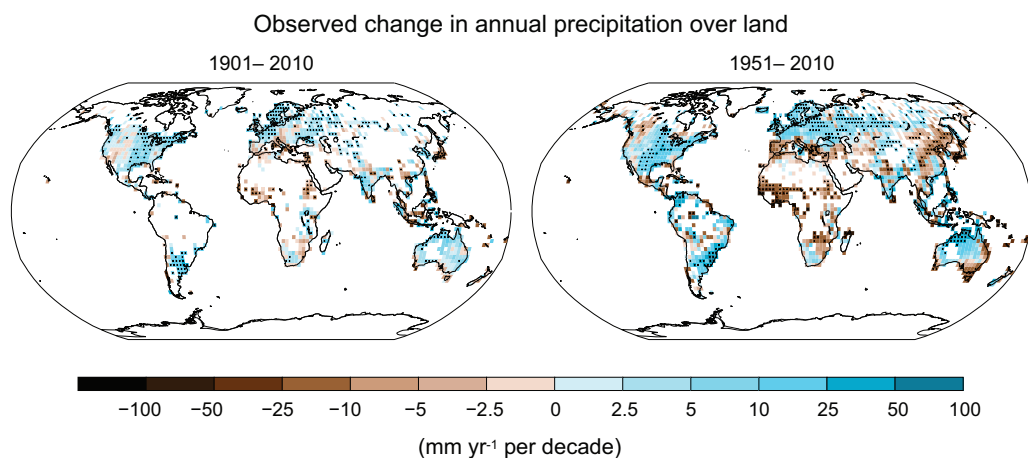 Observed change in annual precipitation over land
1901– 2010 1951– 2010
−100 −50 −25 −10 −5 −2.5 0 2.5 5 10 25 50 100
(mm yr⁻¹ per decade)